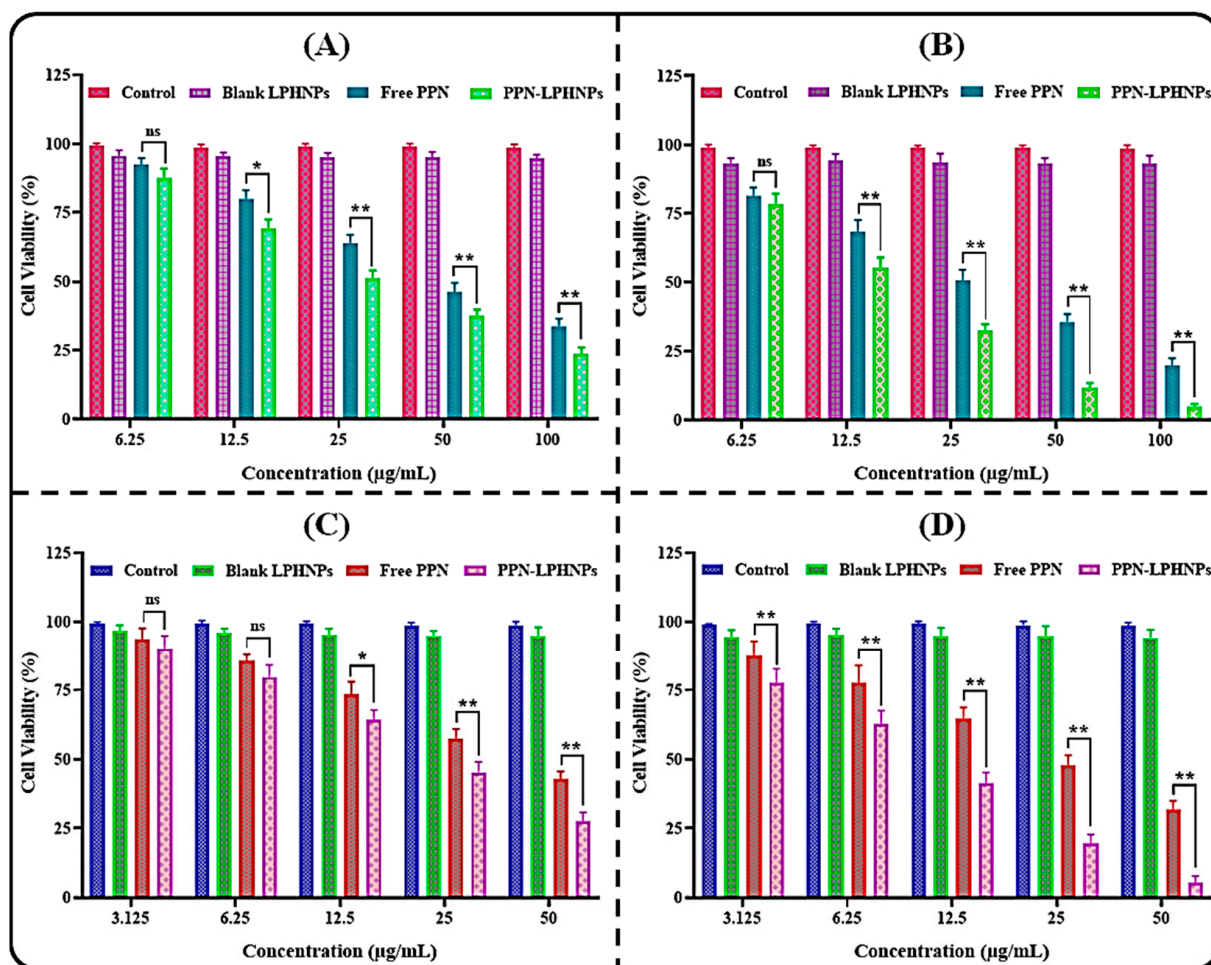 (A)
125
Control Blank LPHNPs Free PPN PPN-LPHNPs
100
75
50
25
0
Cell Viability (%)
ns * ** ** **
6.25 12.5 25 50 100
Concentration (µg/mL)
(B)
125
Control Blank LPHNPs Free PPN PPN-LPHNPs
100
75
50
25
0
Cell Viability (%)
ns ** ** ** **
6.25 12.5 25 50 100
Concentration (µg/mL)
(C)
125
Control Blank LPHNPs Free PPN PPN-LPHNPs
100
75
50
25
0
Cell Viability (%)
ns ns * ** **
3.125 6.25 12.5 25 50
Concentration (µg/mL)
(D)
125
Control Blank LPHNPs Free PPN PPN-LPHNPs
100
75
50
25
0
Cell Viability (%)
** ** ** ** **
3.125 6.25 12.5 25 50
Concentration (µg/mL)